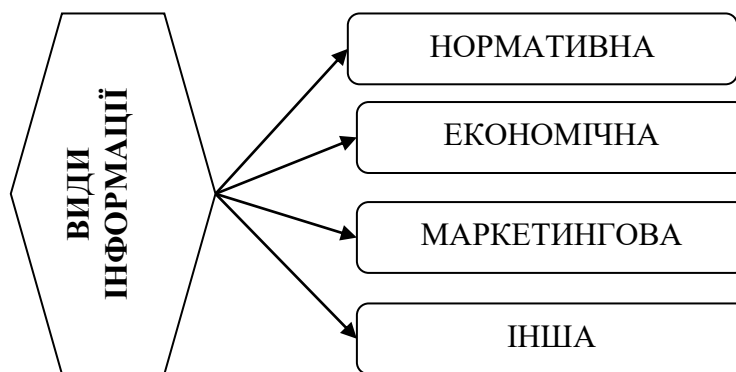 ВИДИ
ІНФОРМАЦІЇ
НОРМАТИВНА
ЕКОНОМІЧНА
МАРКЕТИНГОВА
ІНША